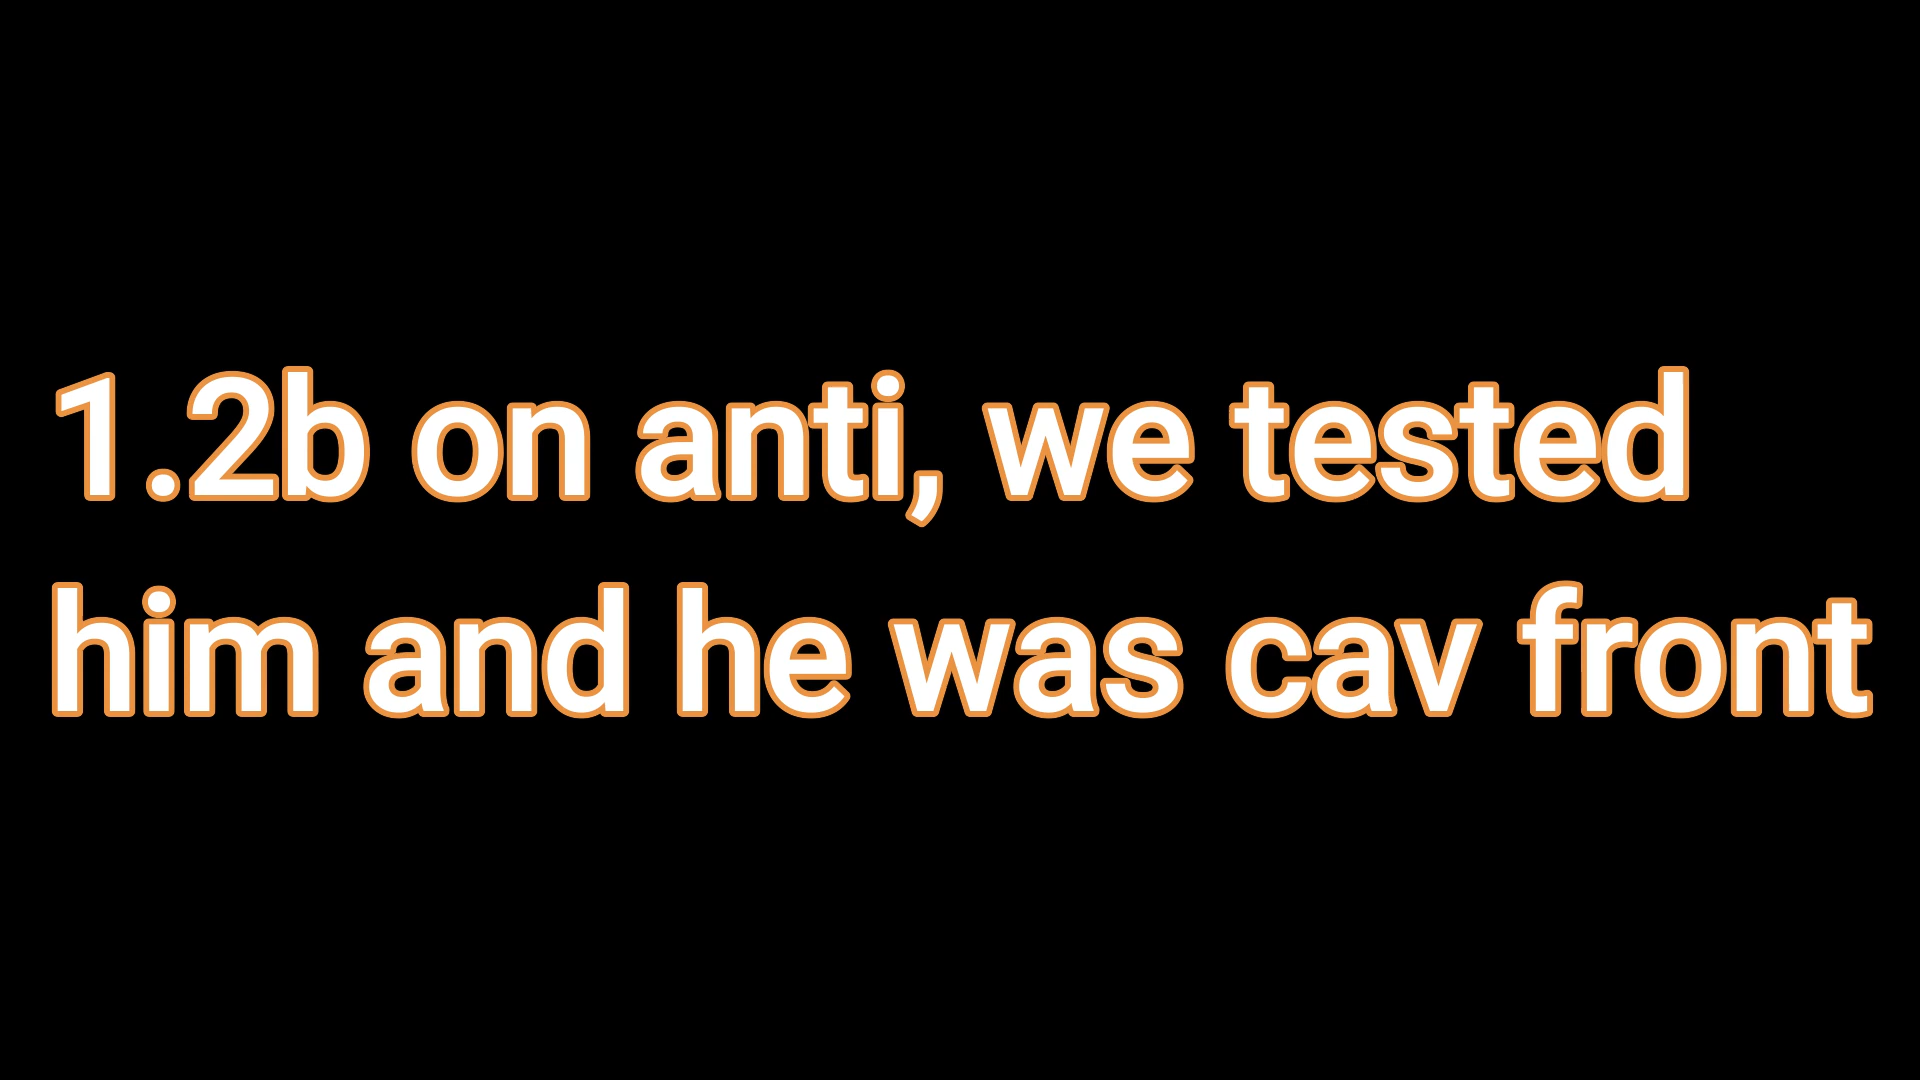 1.2b on anti, we tested
him and he was cav front